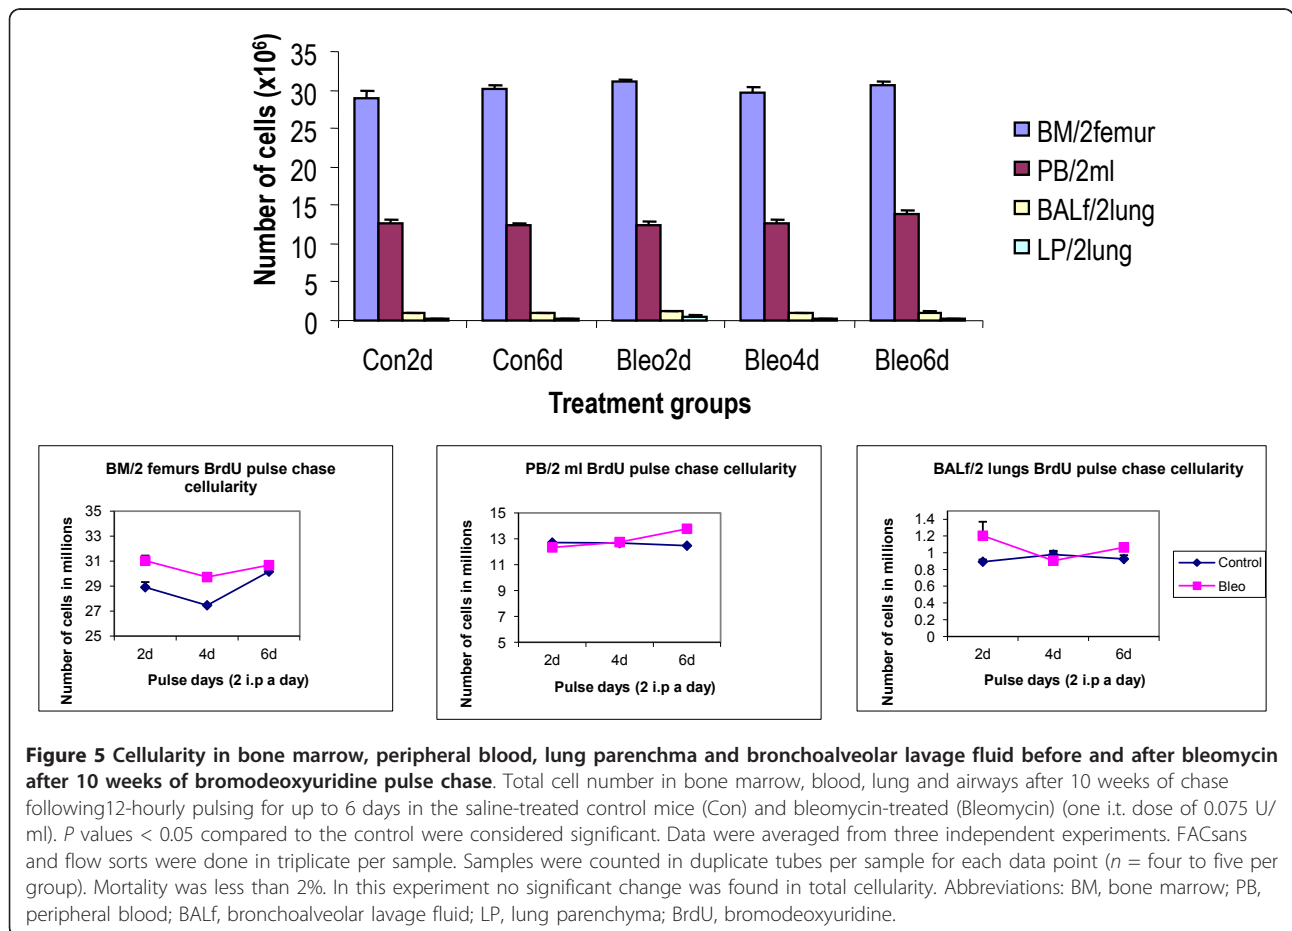 Number of cells (x10⁶)
35
30
25
20
15
10
5
0
Con2d Con6d Bleo2d Bleo4d Bleo6d
Treatment groups
BM/2femur
PB/2ml
BALf/2lung
LP/2lung
BM/2 femurs BrdU pulse chase
cellularity
Number of cells in millions
35
33
31
29
27
25
2d 4d 6d
Pulse days (2 i.p a day)
PB/2 ml BrdU pulse chase cellularity
Number of cells in millions
15
13
11
9
7
5
2d 4d 6d
Pulse days (2 i.p a day)
BALf/2 lungs BrdU pulse chase cellularity
Number of cells in millions
1.4
1.2
1
0.8
0.6
0.4
0.2
0
2d 4d 6d
Pulse days (2 i.p a day)
Control
Bleo
Figure 5 Cellularity in bone marrow, peripheral blood, lung parenchma and bronchoalveolar lavage fluid before and after bleomycin
after 10 weeks of bromodeoxyuridine pulse chase. Total cell number in bone marrow, blood, lung and airways after 10 weeks of chase
following12-hourly pulsing for up to 6 days in the saline-treated control mice (Con) and bleomycin-treated (Bleomycin) (one i.t. dose of 0.075 U/
ml). P values < 0.05 compared to the control were considered significant. Data were averaged from three independent experiments. FACsans
and flow sorts were done in triplicate per sample. Samples were counted in duplicate tubes per sample for each data point (n = four to five per
group). Mortality was less than 2%. In this experiment no significant change was found in total cellularity. Abbreviations: BM, bone marrow; PB,
peripheral blood; BALf, bronchoalveolar lavage fluid; LP, lung parenchyma; BrdU, bromodeoxyuridine.